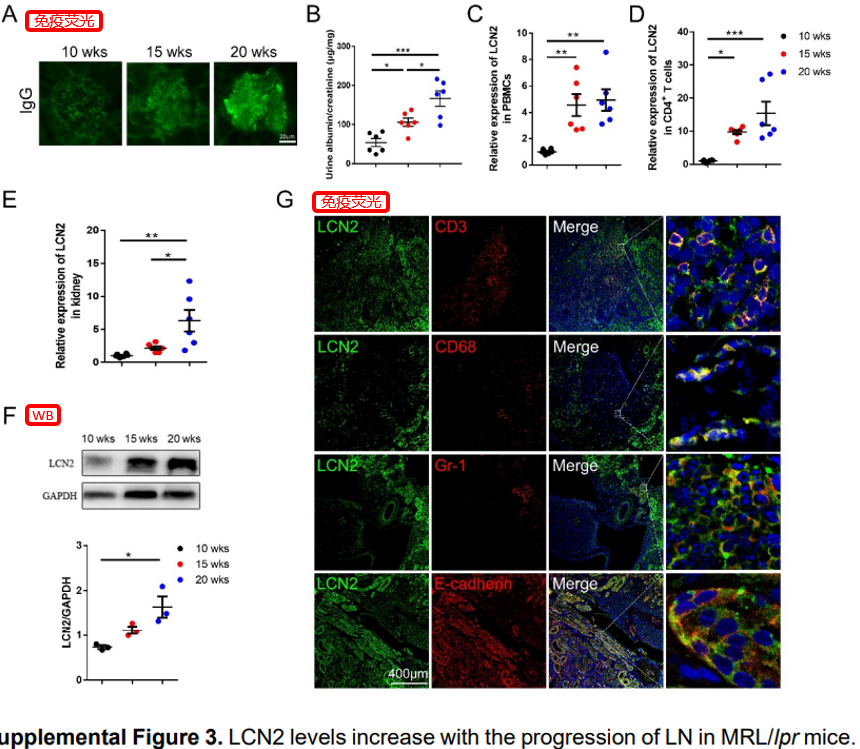 A 免疫荧光
10 wks 15 wks 20 wks
IgG
20μm
B
Urine albumin/creatinine (μg/mg)
300
200
100
0
***
* *
C
Relative expression of LCN2
in PBMCs
10
8
6
4
2
0
**
**
D
Relative expression of LCN2
in CD4+ T cells
40
30
20
10
0
***
*
10 wks
15 wks
20 wks
E
Relative expression of LCN2
in kidney
20
15
10
5
0
**
*
F WB
10 wks 15 wks 20 wks
LCN2
GAPDH
LCN2/GAPDH
3
2
1
0
*
10 wks
15 wks
20 wks
G 免疫荧光
LCN2 CD3 Merge
LCN2 CD68 Merge
LCN2 Gr-1 Merge
LCN2 E-cadherin Merge
400μm
upplemental Figure 3. LCN2 levels increase with the progression of LN in MRL/lpr mice.